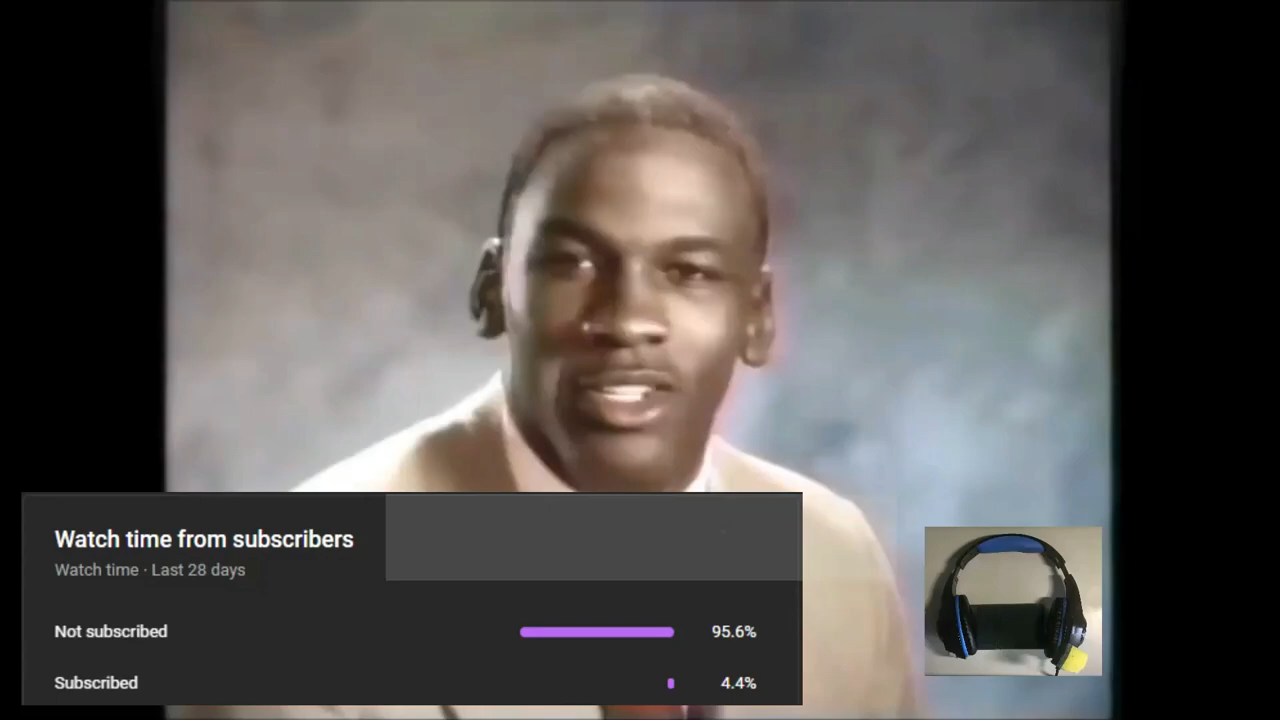 Watch time from subscribers
Watch time · Last 28 days
Not subscribed 95.6%
Subscribed 4.4%